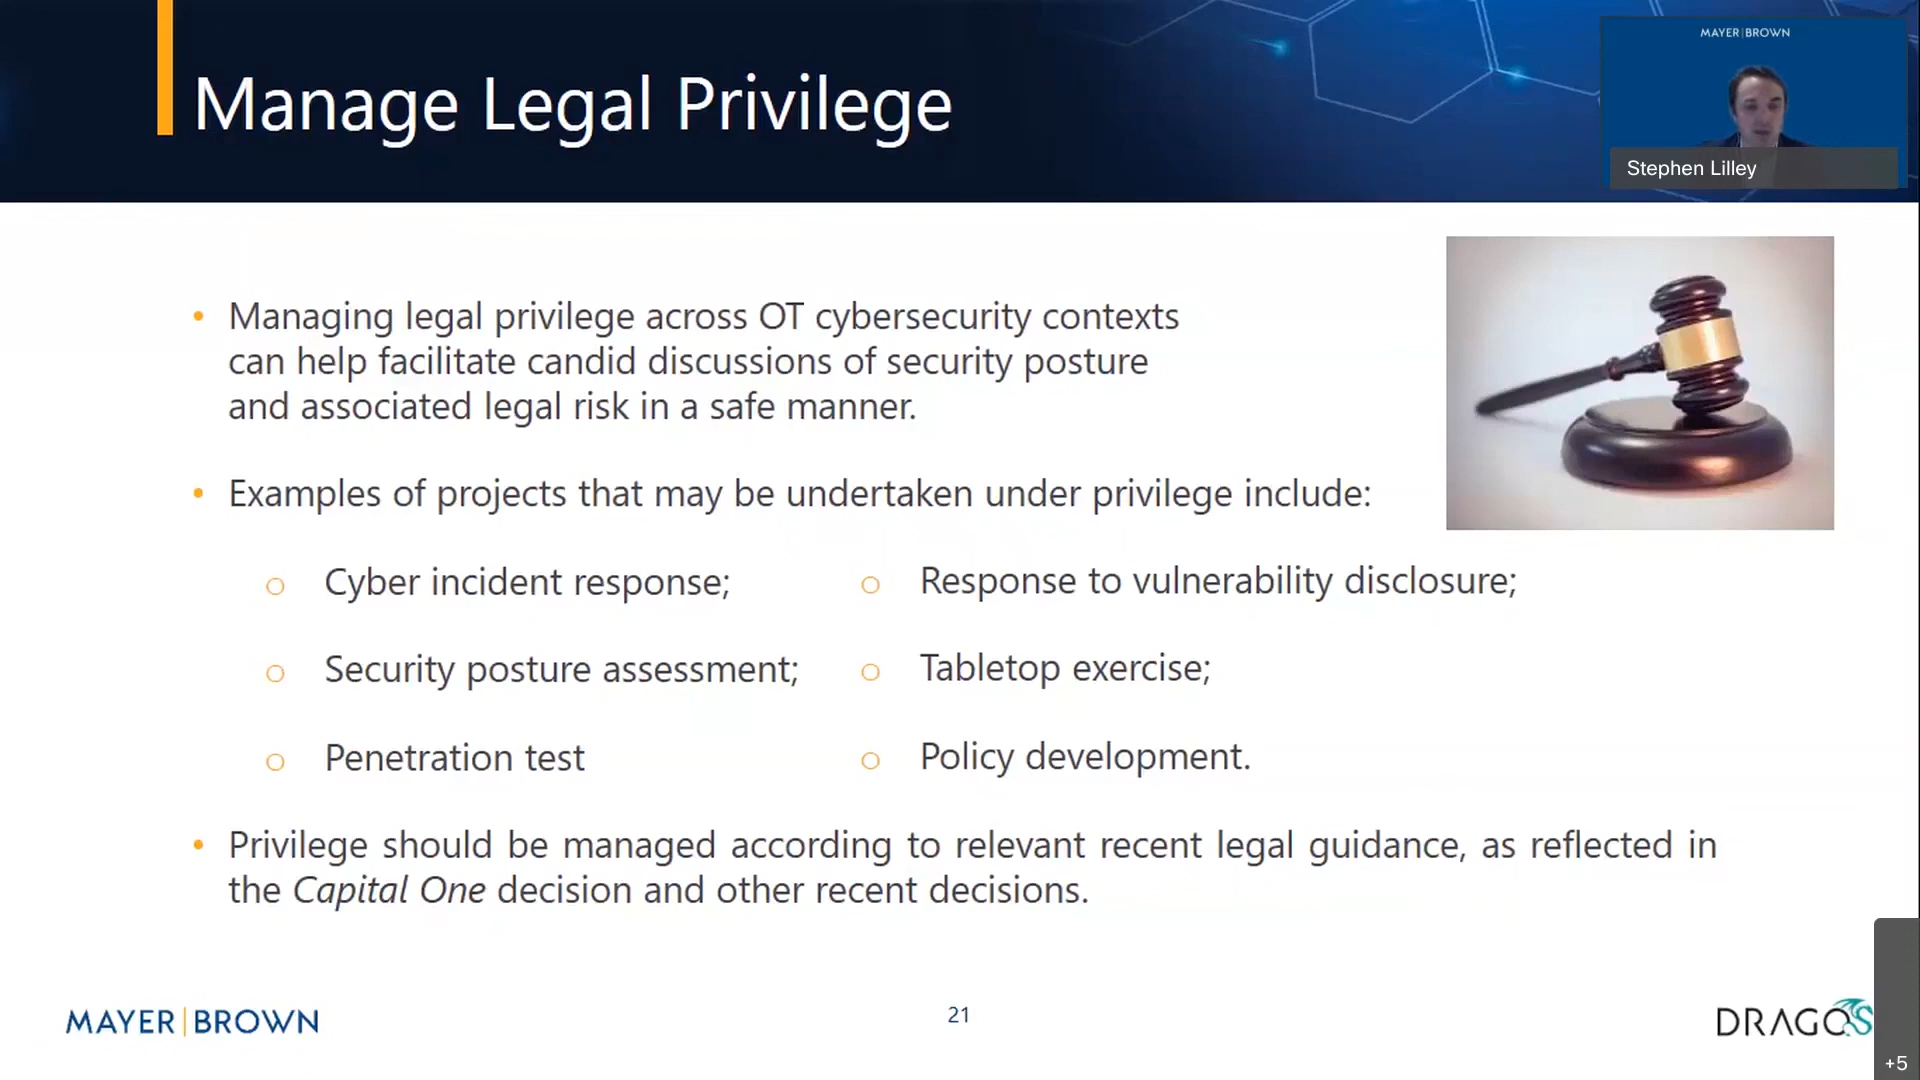 Manage Legal Privilege
MAYER|BROWN
Stephen Lilley
• Managing legal privilege across OT cybersecurity contexts
can help facilitate candid discussions of security posture
and associated legal risk in a safe manner.
• Examples of projects that may be undertaken under privilege include:
o Cyber incident response;
o Response to vulnerability disclosure;
o Security posture assessment;
o Tabletop exercise;
o Penetration test
o Policy development.
• Privilege should be managed according to relevant recent legal guidance, as reflected in
the Capital One decision and other recent decisions.
MAYER|BROWN
21
DRAGOS
+5